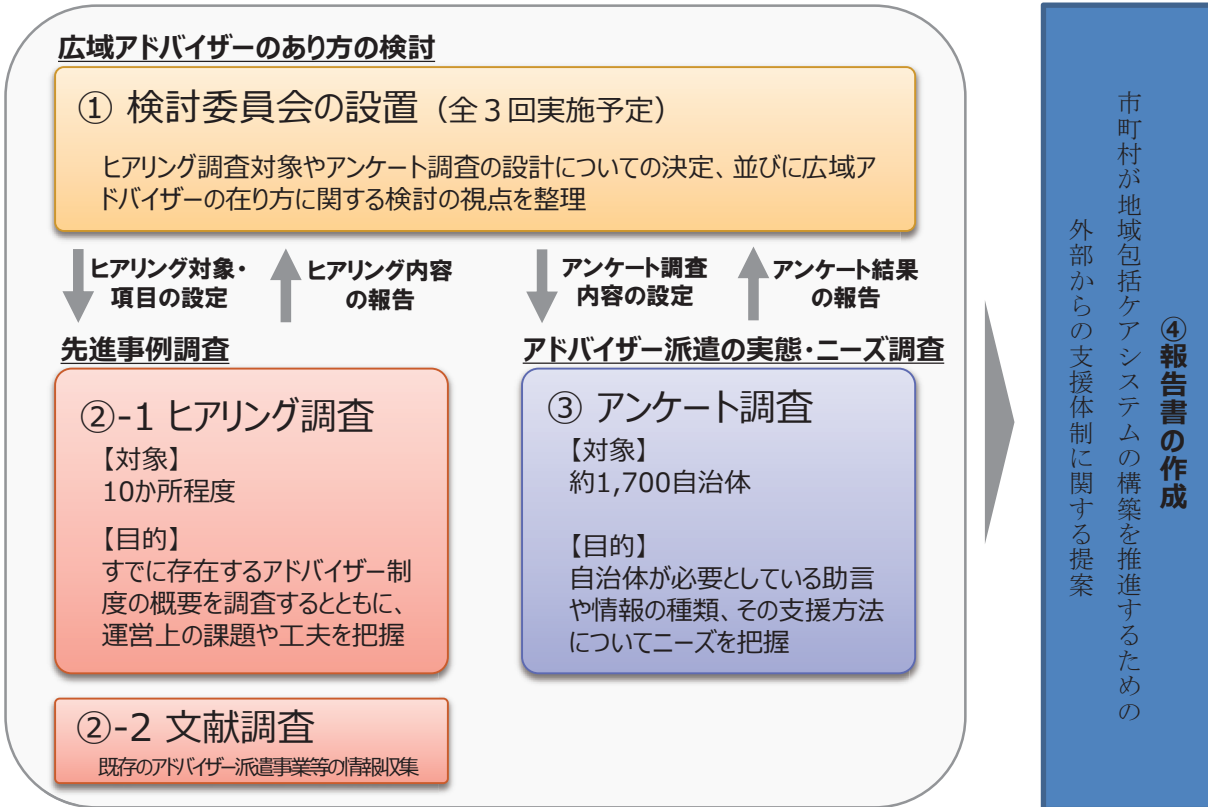 広域アドバイザーのあり方の検討
① 検討委員会の設置（全３回実施予定）
ヒアリング調査対象やアンケート調査の設計についての決定、並びに広域ア
ドバイザーの在り方に関する検討の視点を整理
ヒアリング対象・
項目の設定
ヒアリング内容
の報告
アンケート調査
内容の設定
アンケート結果
の報告
先進事例調査
②-1 ヒアリング調査
【対象】
10か所程度
【目的】
すでに存在するアドバイザー制
度の概要を調査するとともに、
運営上の課題や工夫を把握
②-2 文献調査
既存のアドバイザー派遣事業等の情報収集
アドバイザー派遣の実態・ニーズ調査
③ アンケート調査
【対象】
約1,700自治体
【目的】
自治体が必要としている助言
や情報の種類、その支援方法
についてニーズを把握
④報告書の作成
市町村が地域包括ケアシステムの構築を推進するための
外部からの支援体制に関する提案